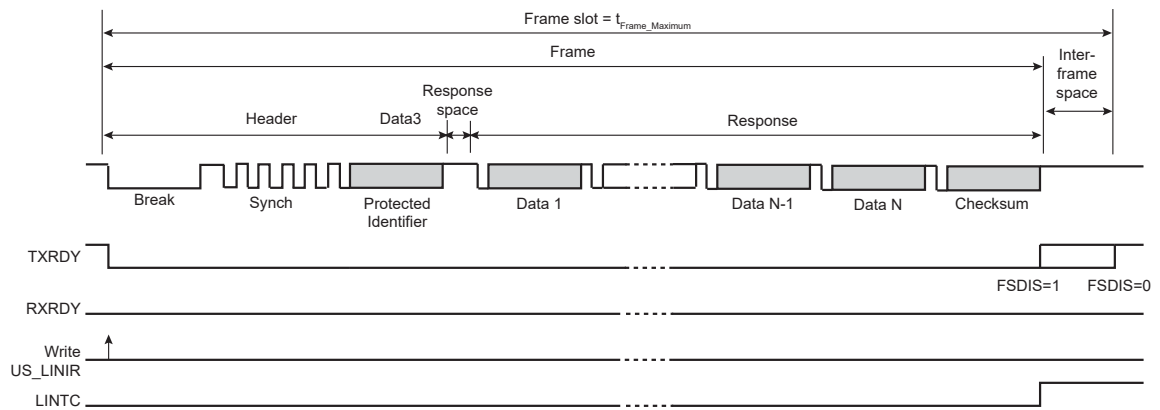 Frame slot = tFrame_Maximum
Frame
Inter-
frame
space
Response
space
Header
Data3
Response
Break
Synch
Protected
Identifier
Data 1
Data N-1
Data N
Checksum
TXRDY
FSDIS=1
FSDIS=0
RXRDY
Write
US_LINIR
LINTC